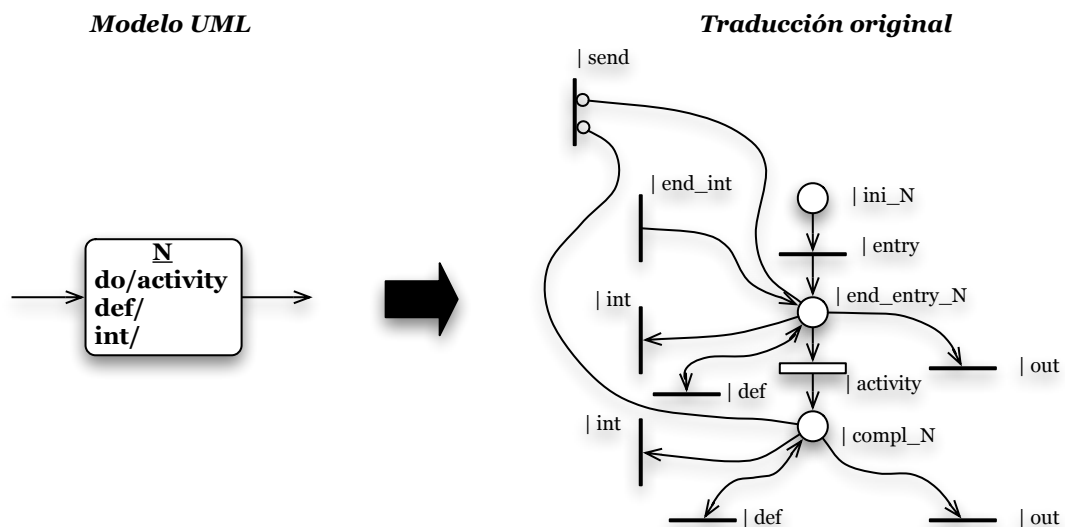 Modelo UML
Traducción original
| send
| end_int
| ini_N
| entry
N
do/activity
def/
int/
| int
| end_entry_N
| out
| def
| activity
| int
| compl_N
| def
| out